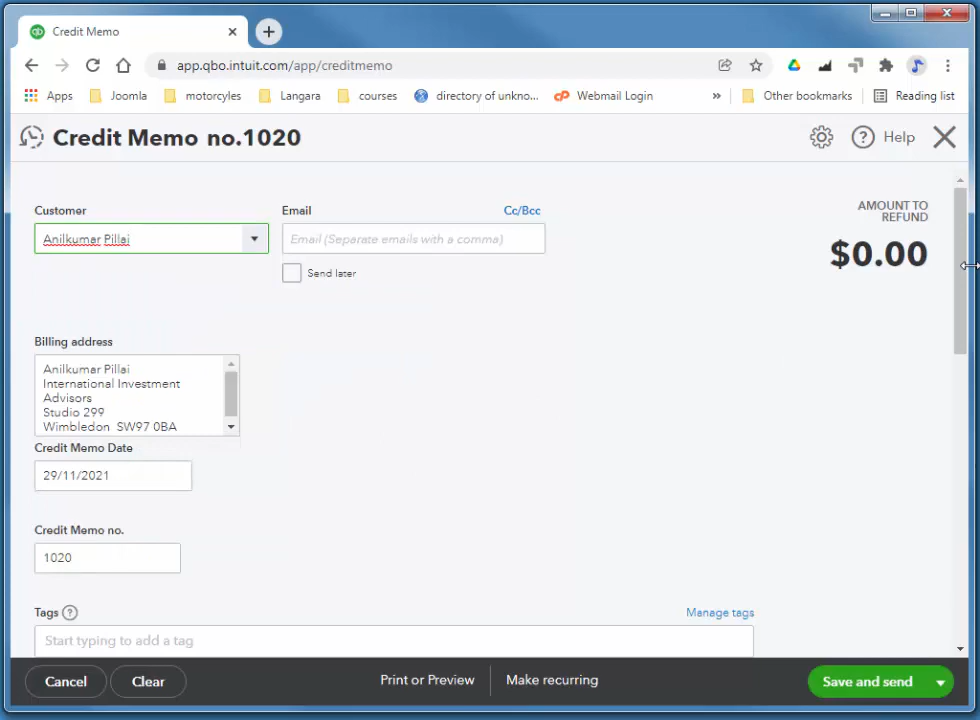 Credit Memo
app.qbo.intuit.com/app/creditmemo
Apps Joomla motorcyles Langara courses directory of unkno... Webmail Login » Other bookmarks Reading list
Credit Memo no.1020
Help
Customer
Anilkumar Pillai
Email
Cc/Bcc
Email (Separate emails with a comma)
Send later
AMOUNT TO
REFUND
$0.00
Billing address
Anilkumar Pillai
International Investment
Advisors
Studio 299
Wimbledon SW97 0BA
Credit Memo Date
29/11/2021
Credit Memo no.
1020
Tags ?
Manage tags
Start typing to add a tag
Cancel
Clear
Print or Preview
Make recurring
Save and send